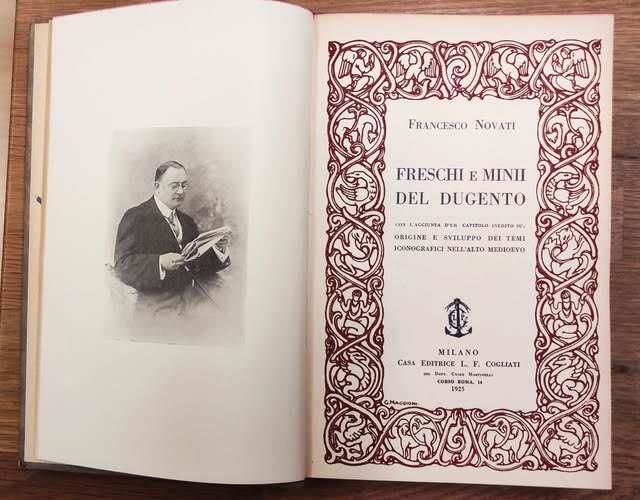 FRANCESCO NOVATI
FRESCHI E MINII
DEL DUGENTO
CON L'AGGIUNTA D'UN CAPITOLO INEDITO SU:
ORIGINE E SVILUPPO DEI TEMI
ICONOGRAFICI NELL'ALTO MEDIOEVO
MILANO
CASA EDITRICE L. F. COGLIATI
DEL DOTT. GUIDO MARTINELLI
CORSO ROMA, 14
1925
G. MAGGIONI.